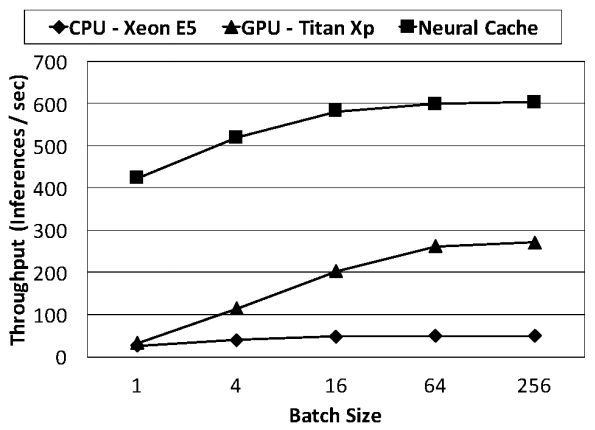 CPU - Xeon E5 GPU - Titan Xp Neural Cache
Throughput (Inferences / sec)
700
600
500
400
300
200
100
0
1 4 16 64 256
Batch Size